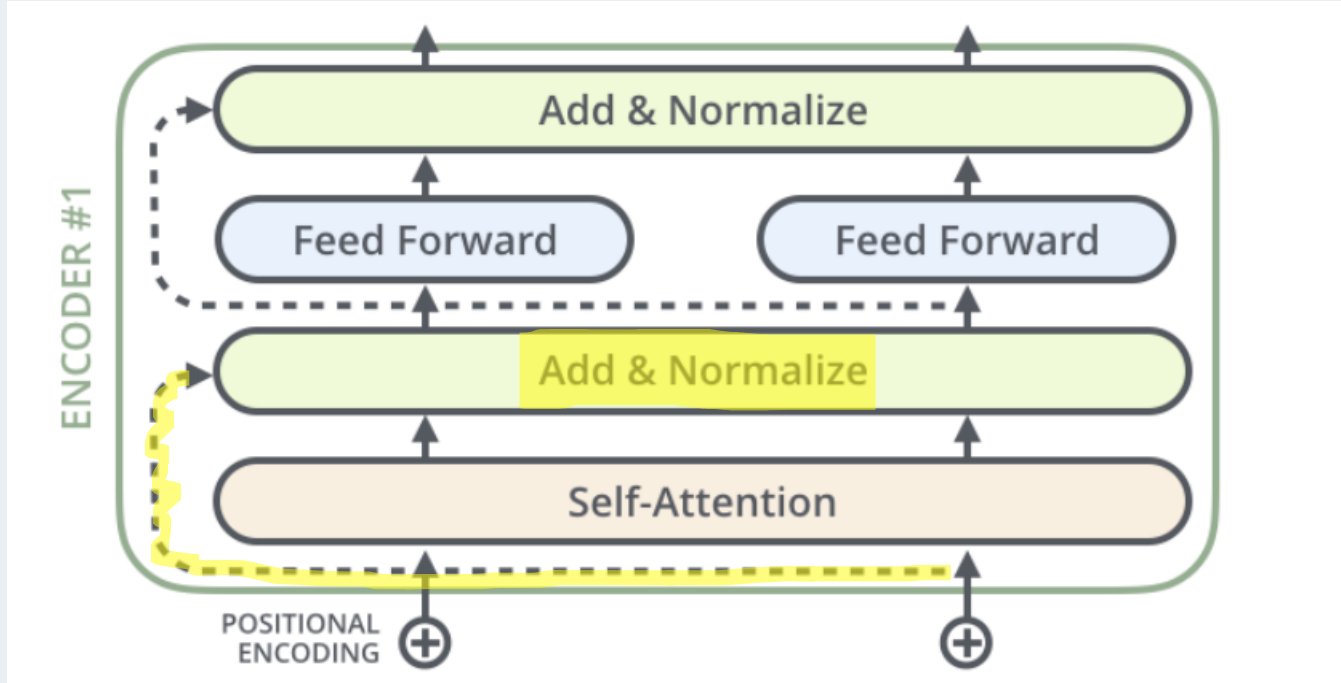 Add & Normalize
Feed Forward
Feed Forward
ENCODER #1
Add & Normalize
Self-Attention
POSITIONAL
ENCODING